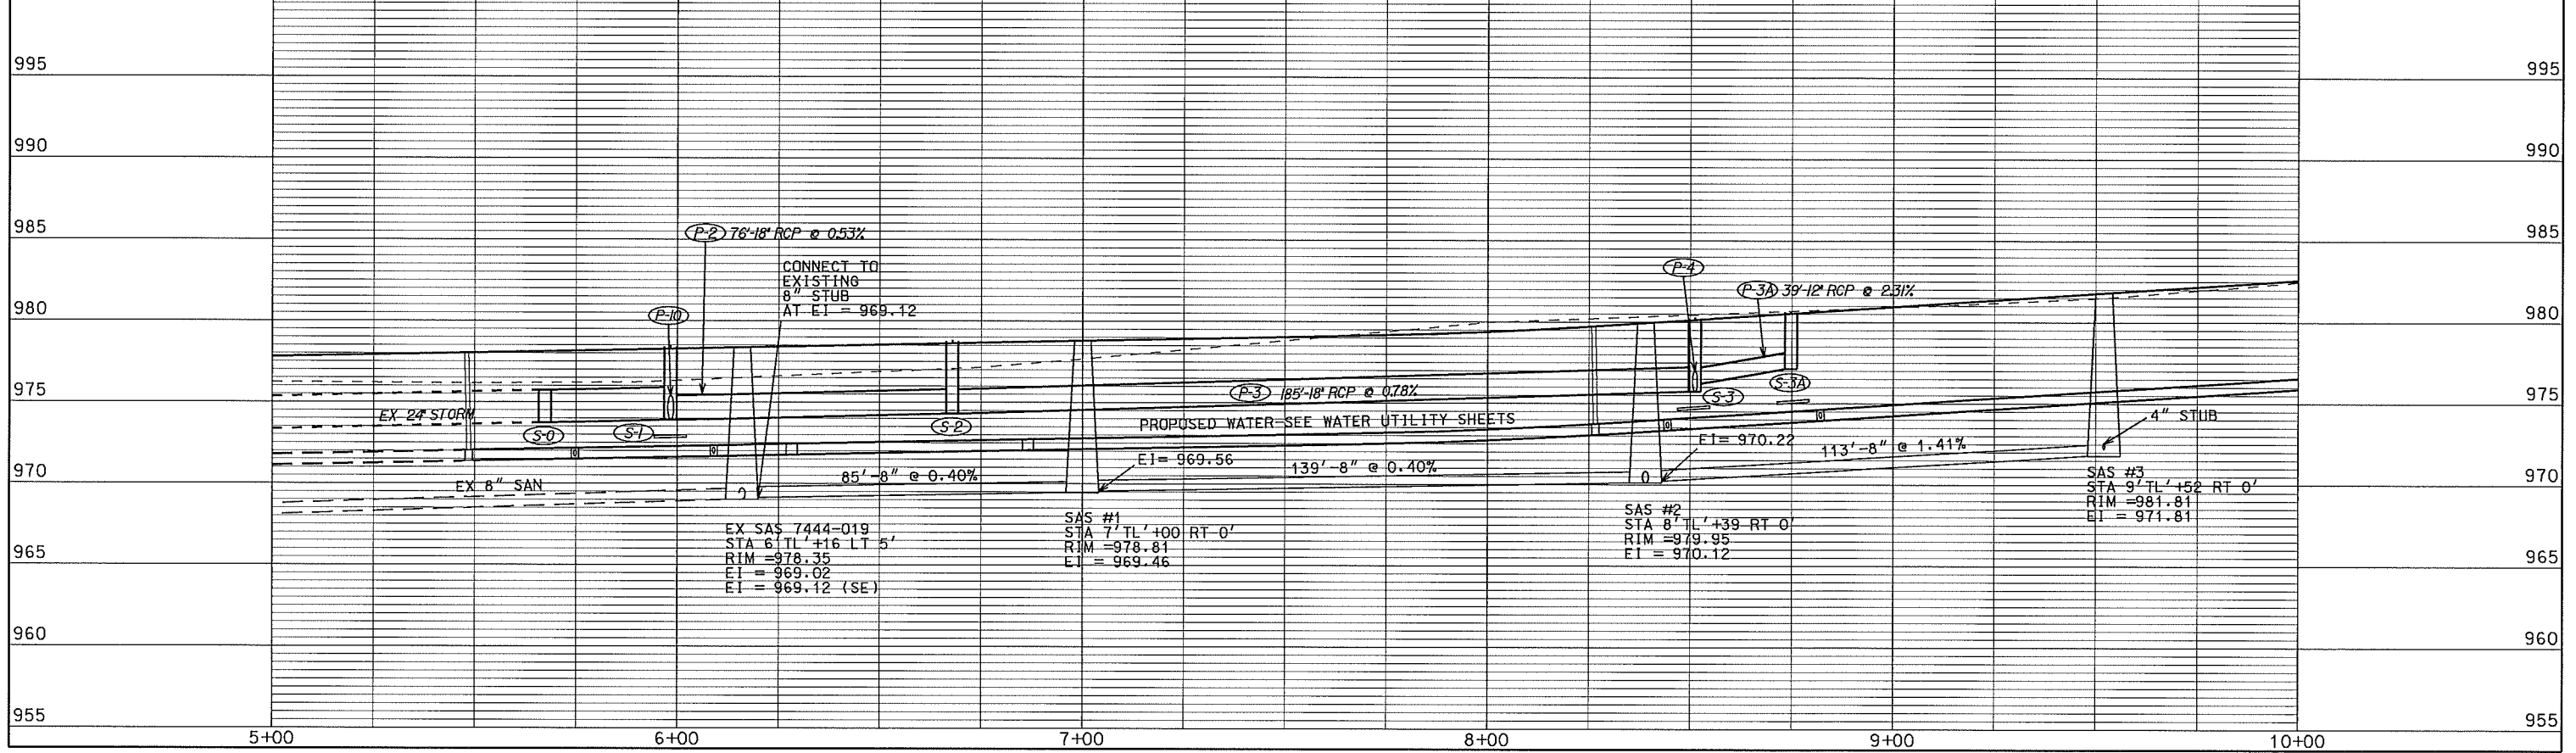 995 995
990 990
985 985
P-2 76'-18" RCP @ 0.53%
CONNECT TO
EXISTING
8" STUB
AT EI = 969.12
P-4
P-3A 39'-12" RCP @ 2.31%
P-10
980 980
975 975
P-3 185'-18" RCP @ 0.78%
S-3A
S-3
EX 24" STORM
S-0
S-1
S-2
PROPOSED WATER-SEE WATER UTILITY SHEETS
4" STUB
970 970
EX 8" SAN
85'-8" @ 0.40%
EI= 969.56
139'-8" @ 0.40%
EI= 970.22
113'-8" @ 1.41%
EX SAS 7444-019
STA 6'TL'+16 LT 5'
RIM =978.35
EI = 969.02
EI = 969.12 (SE)
SAS #1
STA 7'TL'+00 RT 0'
RIM =978.81
EI = 969.46
SAS #2
STA 8'TL'+39 RT 0'
RIM =979.95
EI = 970.12
SAS #3
STA 9'TL'+52 RT 0'
RIM =981.81
EI = 971.81
965 965
960 960
955 955
5+00 6+00 7+00 8+00 9+00 10+00